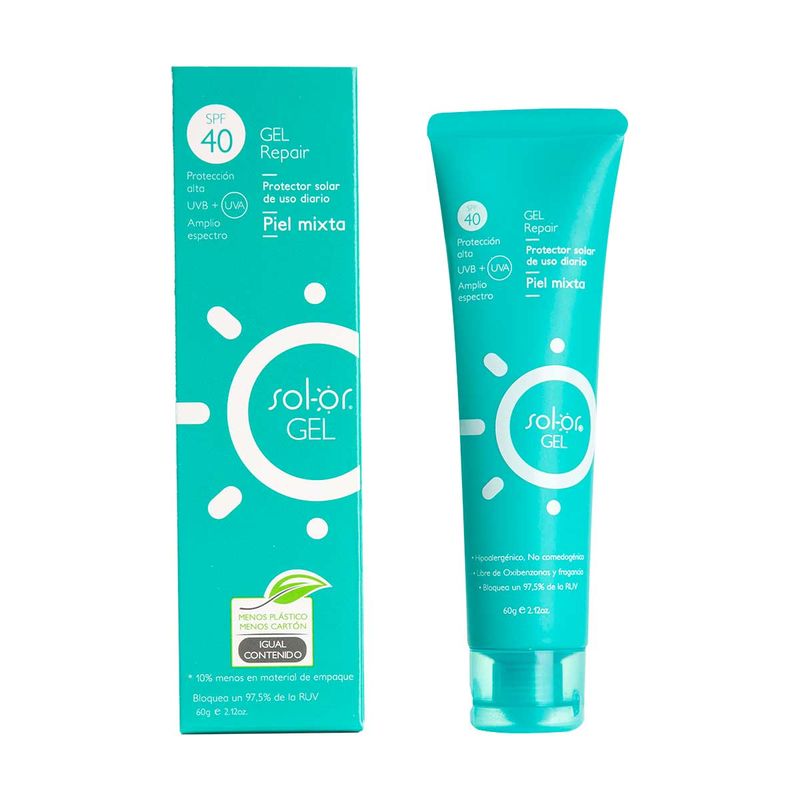 SPF
40
GEL
Repair
Protección
alta
UVB + UVA
Amplio
espectro
Protector solar
de uso diario
Piel mixta
sol-or®
GEL
MENOS PLÁSTICO
MENOS CARTÓN
IGUAL
CONTENIDO
* 10% menos en material de empaque
Bloquea un 97,5% de la RUV
60g e 2.12oz.
SPF
40
GEL
Repair
Protección
alta
UVB + UVA
Amplio
espectro
Protector solar
de uso diario
Piel mixta
sol-or®
GEL
• Hipoalergénico, No comedogénico
• Libre de Oxibenzonas y fragancia
• Bloquea un 97,5% de la RUV
60g e 2.12oz.